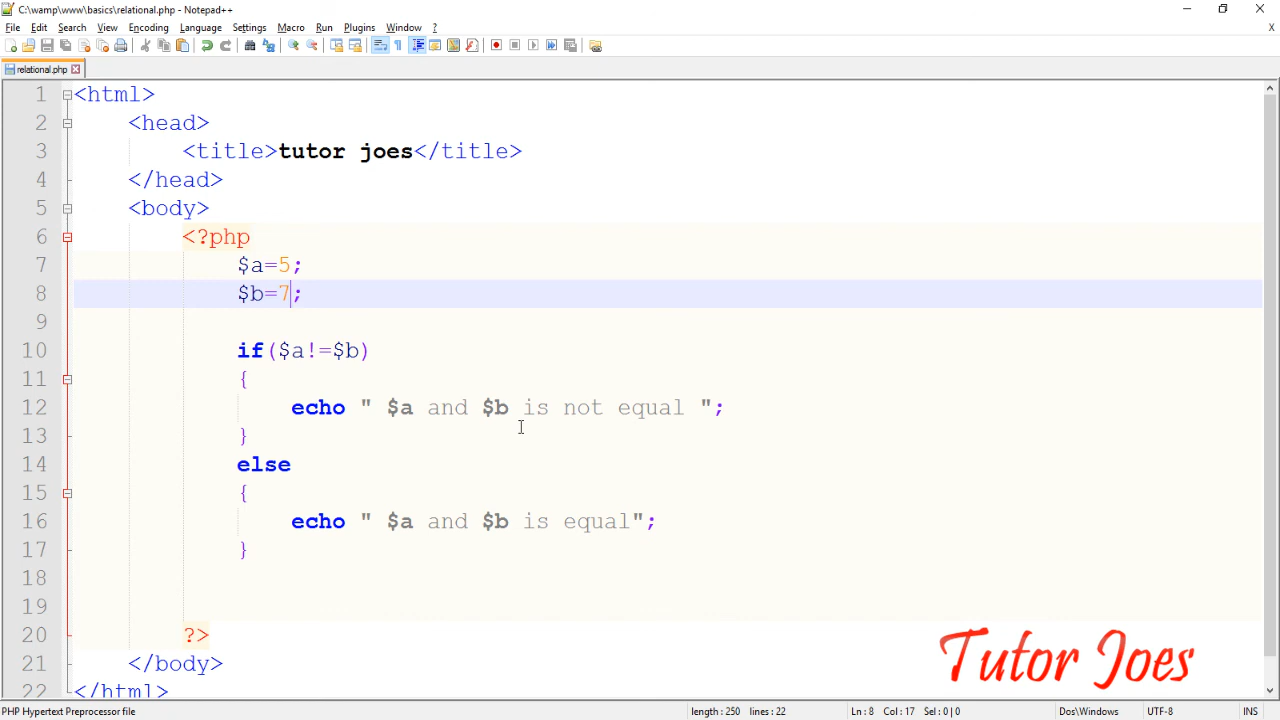 C:\wamp\www\basics\relational.php - Notepad++
File Edit Search View Encoding Language Settings Macro Run Plugins Window ?
relational.php
1 <html>
2 <head>
3 <title>tutor joes</title>
4 </head>
5 <body>
6 <?php
7 $a=5;
8 $b=7;
9
10 if($a!=$b)
11 {
12 echo " $a and $b is not equal ";
13 }
14 else
15 {
16 echo " $a and $b is equal";
17 }
18
19
20 ?>
21 </body>
22 </html>
Tutor Joes
PHP Hypertext Preprocessor file length : 250 lines : 22 Ln : 8 Col : 17 Sel : 0 | 0 Dos\Windows UTF-8 INS